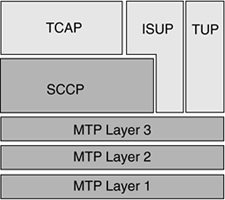 TCAP ISUP TUP
SCCP
MTP Layer 3
MTP Layer 2
MTP Layer 1